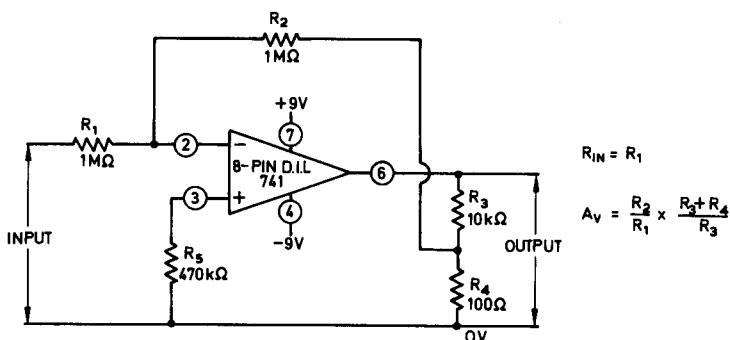 R2
1MΩ
+9V
R1
1MΩ
2
7
−
8-PIN D.I.L
741
6
3
+
4
−9V
R3
10kΩ
R5
470kΩ
R4
100Ω
INPUT
OUTPUT
0V
RIN = R1
AV = R2/R1 x R3+R4/R3